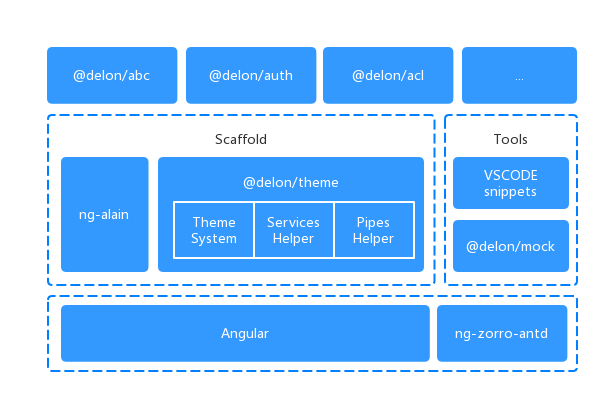 @delon/abc
@delon/auth
@delon/acl
...
Scaffold
Tools
ng-alain
@delon/theme
Theme
System
Services
Helper
Pipes
Helper
VSCODE
snippets
@delon/mock
Angular
ng-zorro-antd